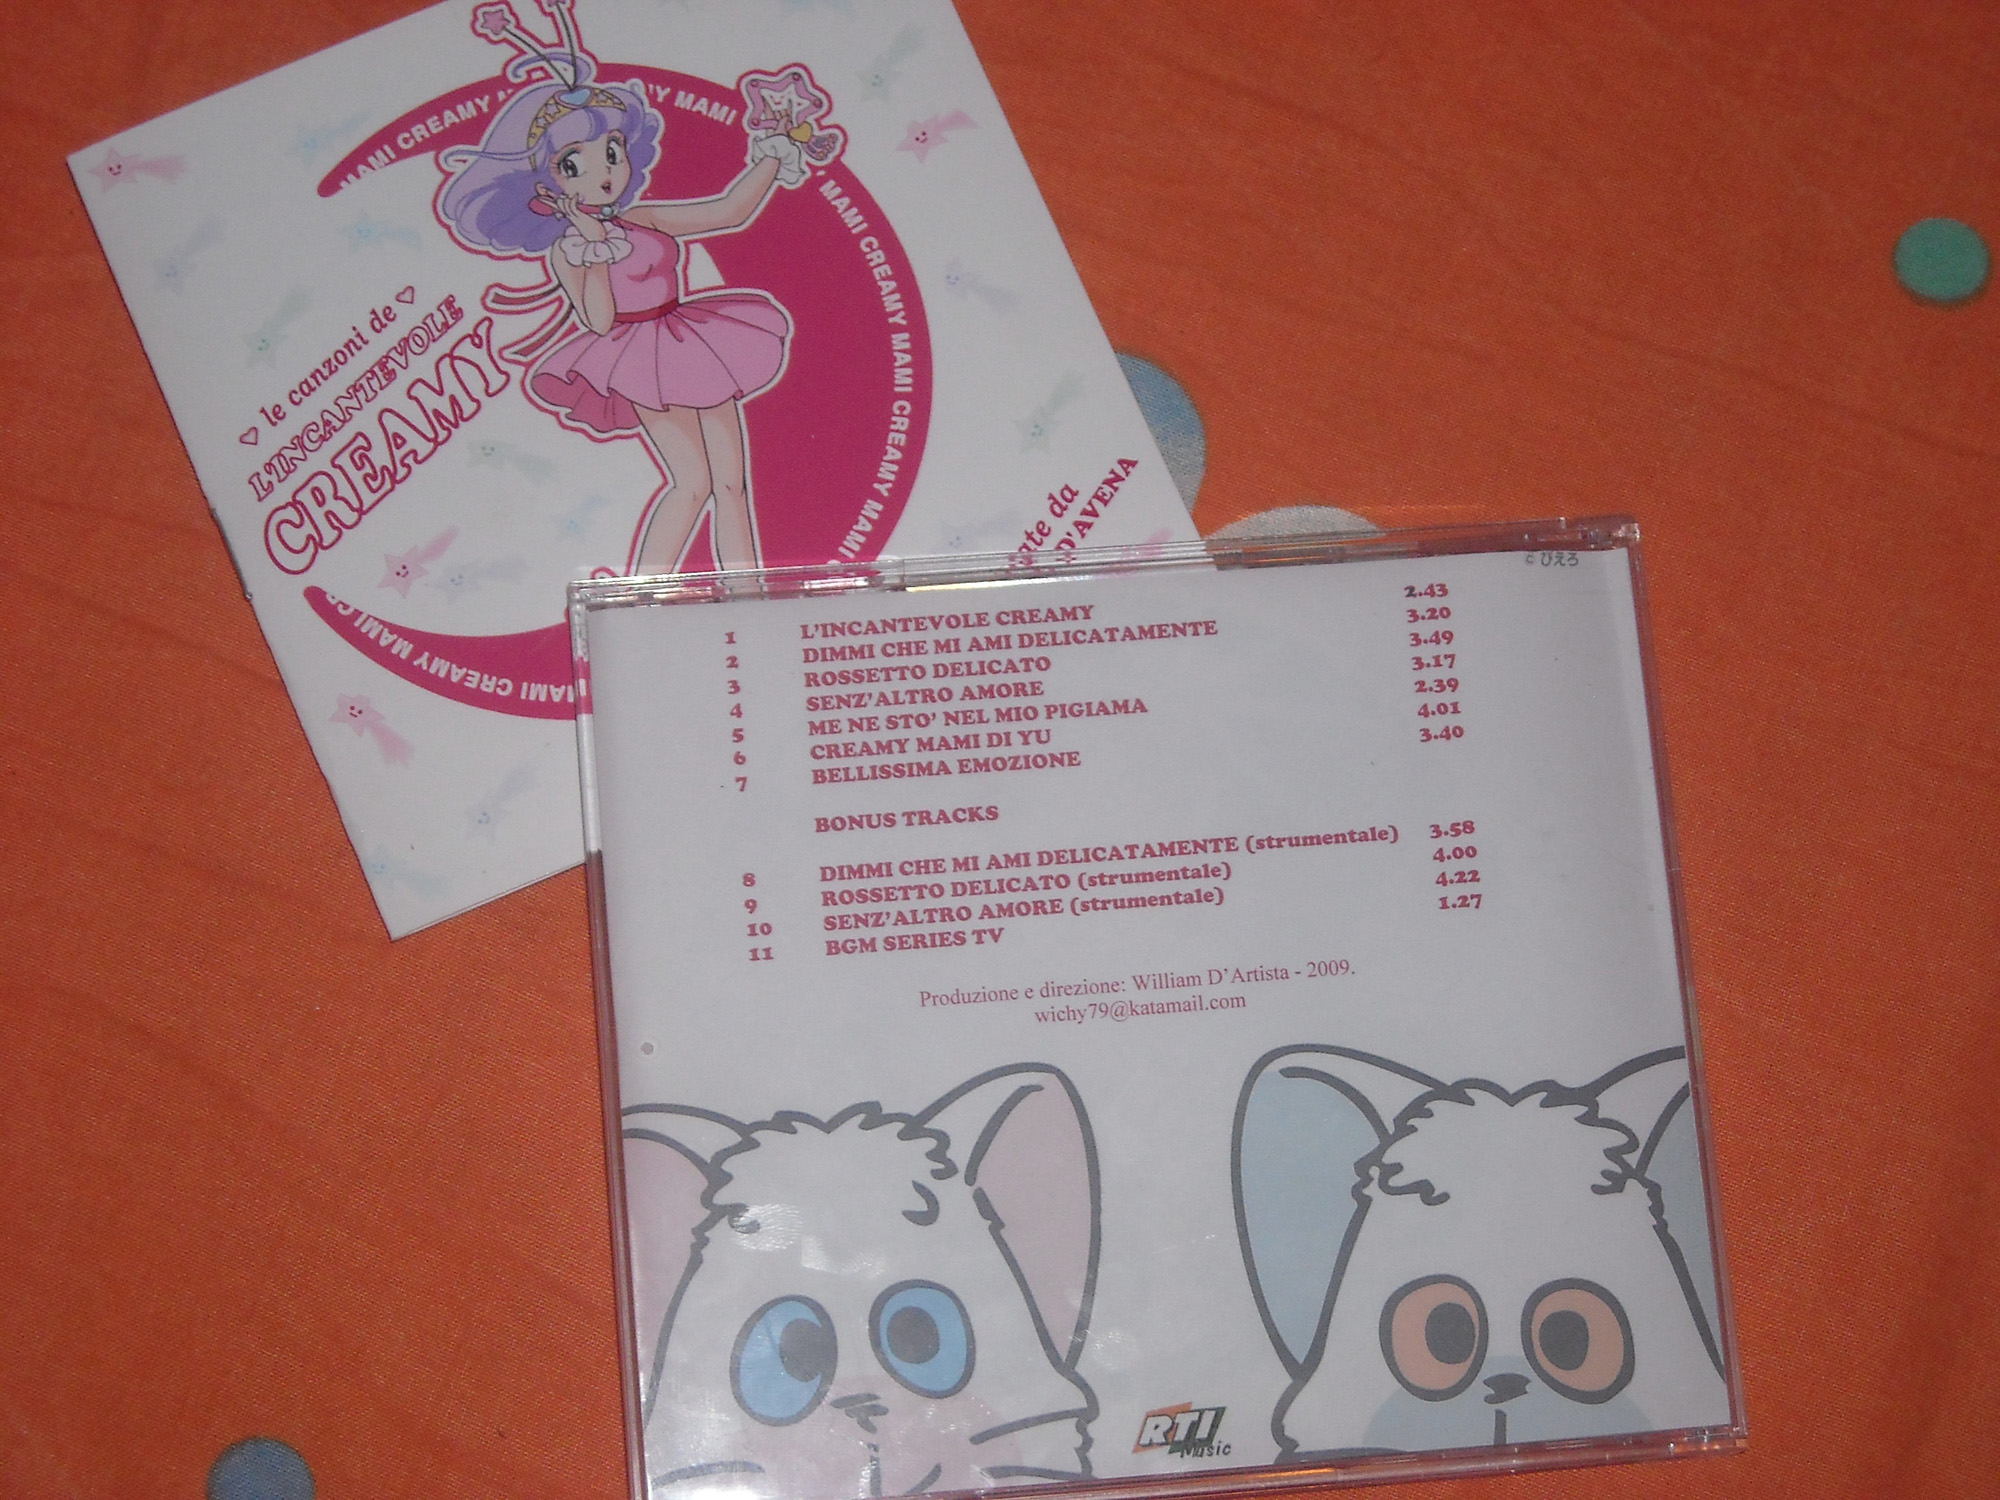 le canzoni de
L'INCANTEVOLE
CREAMY
MAMI CREAMY
MAMI
MAMI CREAMY MAMI CREAMY MAMI
MAMI CREAMY MAMI
D'AVENA
© ぴえろ
1 L'INCANTEVOLE CREAMY 2.43
2 DIMMI CHE MI AMI DELICATAMENTE 3.20
3 ROSSETTO DELICATO 3.49
4 SENZ'ALTRO AMORE 3.17
5 ME NE STO' NEL MIO PIGIAMA 2.39
6 CREAMY MAMI DI YU 4.01
7 BELLISSIMA EMOZIONE 3.40
BONUS TRACKS
8 DIMMI CHE MI AMI DELICATAMENTE (strumentale) 3.58
9 ROSSETTO DELICATO (strumentale) 4.00
10 SENZ'ALTRO AMORE (strumentale) 4.22
11 BGM SERIES TV 1.27
Produzione e direzione: William D'Artista - 2009.
wichy79@katamail.com
RTI
Music